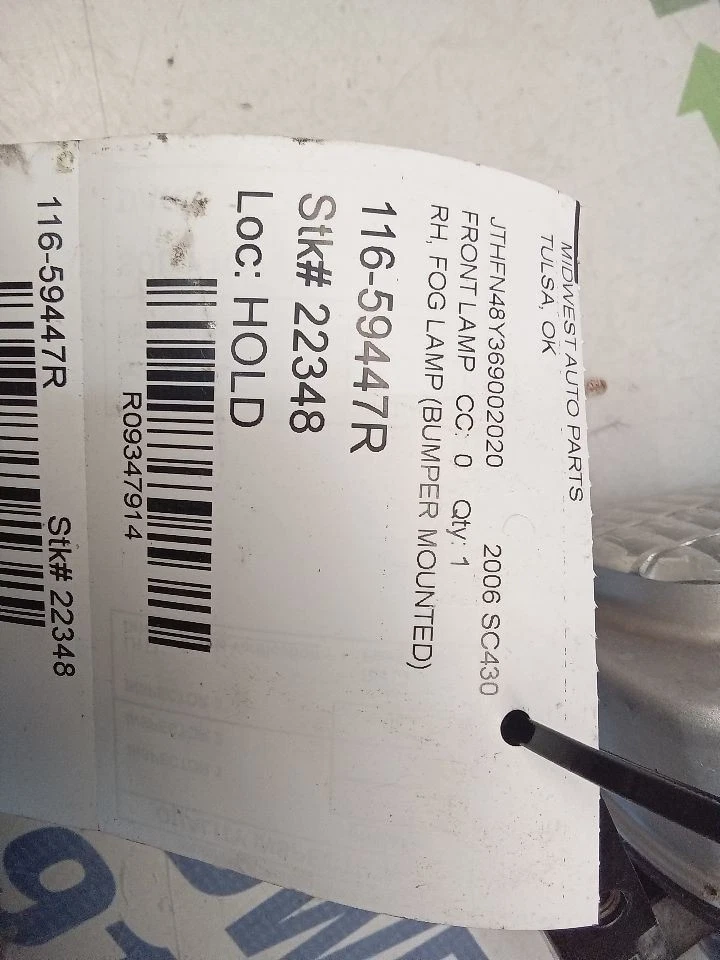 MIDWEST AUTO PARTS
TULSA, OK
JTHFN48Y369002020 2006 SC430
FRONT LAMP CC: 0 Qty: 1
RH, FOG LAMP (BUMPER MOUNTED)
116-59447R
Stk# 22348
Loc: HOLD
R09347914
116-59447R Stk# 22348